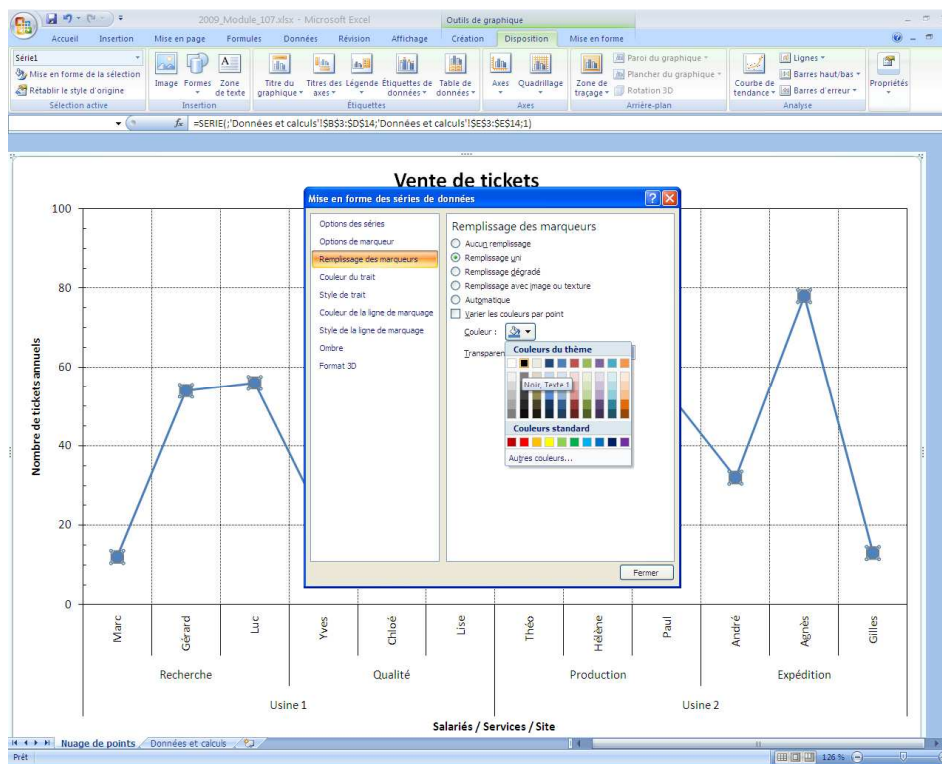 2009_Module_107.xlsx - Microsoft Excel
Outils de graphique
Accueil Insertion Mise en page Formules Données Révision Affichage Création Disposition Mise en forme
Série1
Mise en forme de la sélection
Rétablir le style d'origine
Sélection active
Image Formes Zone de texte
Insertion
Titre du graphique Titres des axes Légende Étiquettes de données Table de données
Étiquettes
Axes Quadrillage
Axes
Zone de traçage
Paroi du graphique
Plancher du graphique
Rotation 3D
Arrière-plan
Courbe de tendance
Lignes
Barres haut/bas
Barres d'erreur
Analyse
Propriétés
fx =SERIE(;'Données et calculs'!$B$3:$D$14;'Données et calculs'!$E$3:$E$14;1)
Vente de tickets
Mise en forme des séries de données
Options des séries
Options de marqueur
Remplissage des marqueurs
Couleur du trait
Style de trait
Couleur de la ligne de marquage
Style de la ligne de marquage
Ombre
Format 3D
Remplissage des marqueurs
Aucun remplissage
Remplissage uni
Remplissage dégradé
Remplissage avec image ou texture
Automatique
Varier les couleurs par point
Couleur :
Transparen
Couleurs du thème
Noir, Texte 1
Couleurs standard
Autres couleurs...
Fermer
Nombre de tickets annuels
100
80
60
40
20
0
Marc Gérard Luc Yves Chloé Lise Théo Hélène Paul André Agnès Gilles
Recherche Qualité Production Expédition
Usine 1 Usine 2
Salariés / Services / Site
Nuage de points Données et calculs
Prêt 126 %